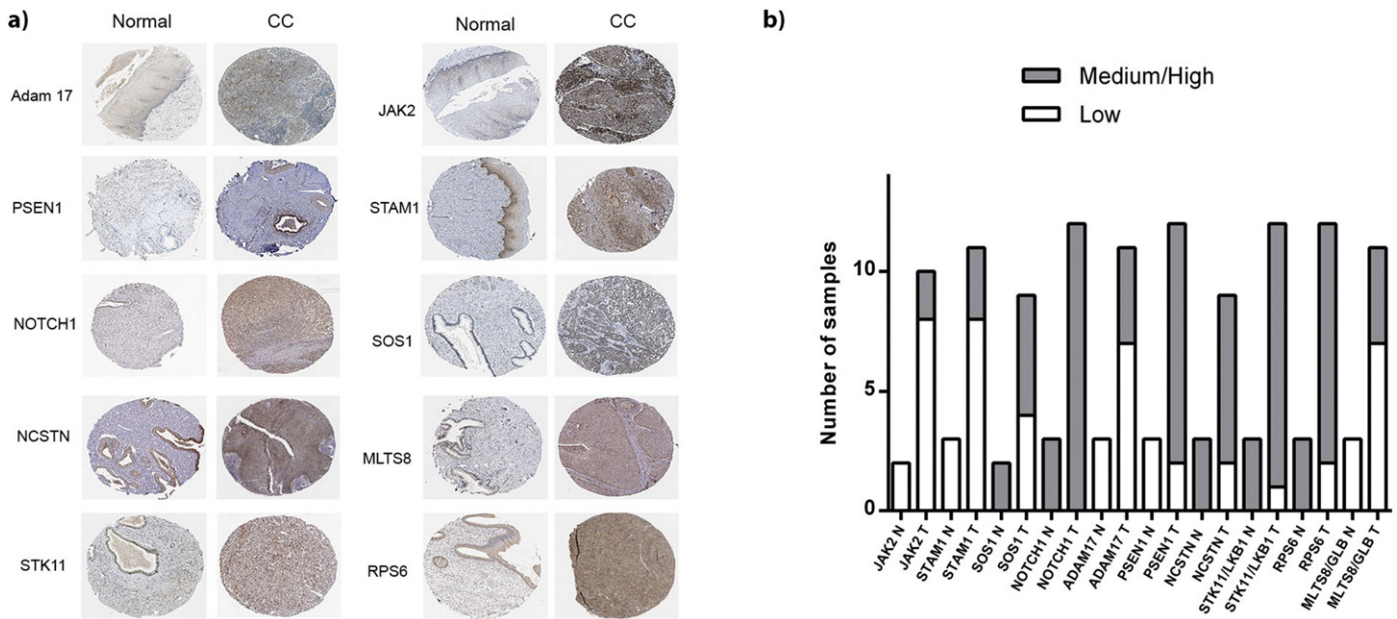 a)
Normal CC
Adam 17
PSEN1
NOTCH1
NCSTN
STK11
Normal CC
JAK2
STAM1
SOS1
MLTS8
RPS6
b)
Medium/High
Low
Number of samples
10
5
0
JAK2 N
JAK2 T
STAM1 N
STAM1 T
SOS1 N
SOS1 T
NOTCH1 N
NOTCH1 T
ADAM17 N
ADAM17 T
PSEN1 N
PSEN1 T
NCSTN N
NCSTN T
STK11/LKB1 N
STK11/LKB1 T
RPS6 N
RPS6 T
MLTS8/GLB N
MLTS8/GLB T